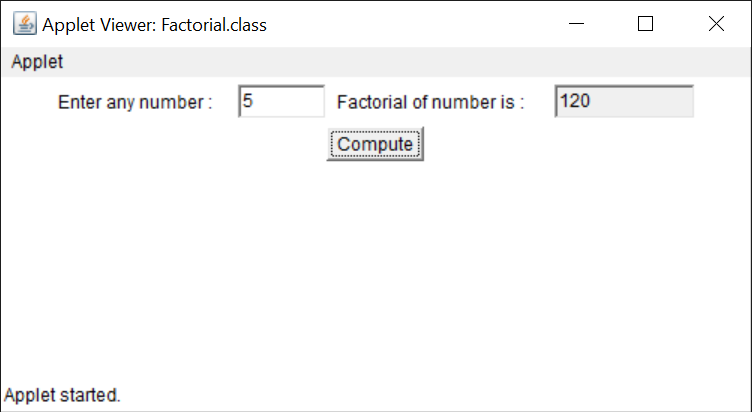 Applet Viewer: Factorial.class
Applet
Enter any number : 5 Factorial of number is : 120
Compute
Applet started.